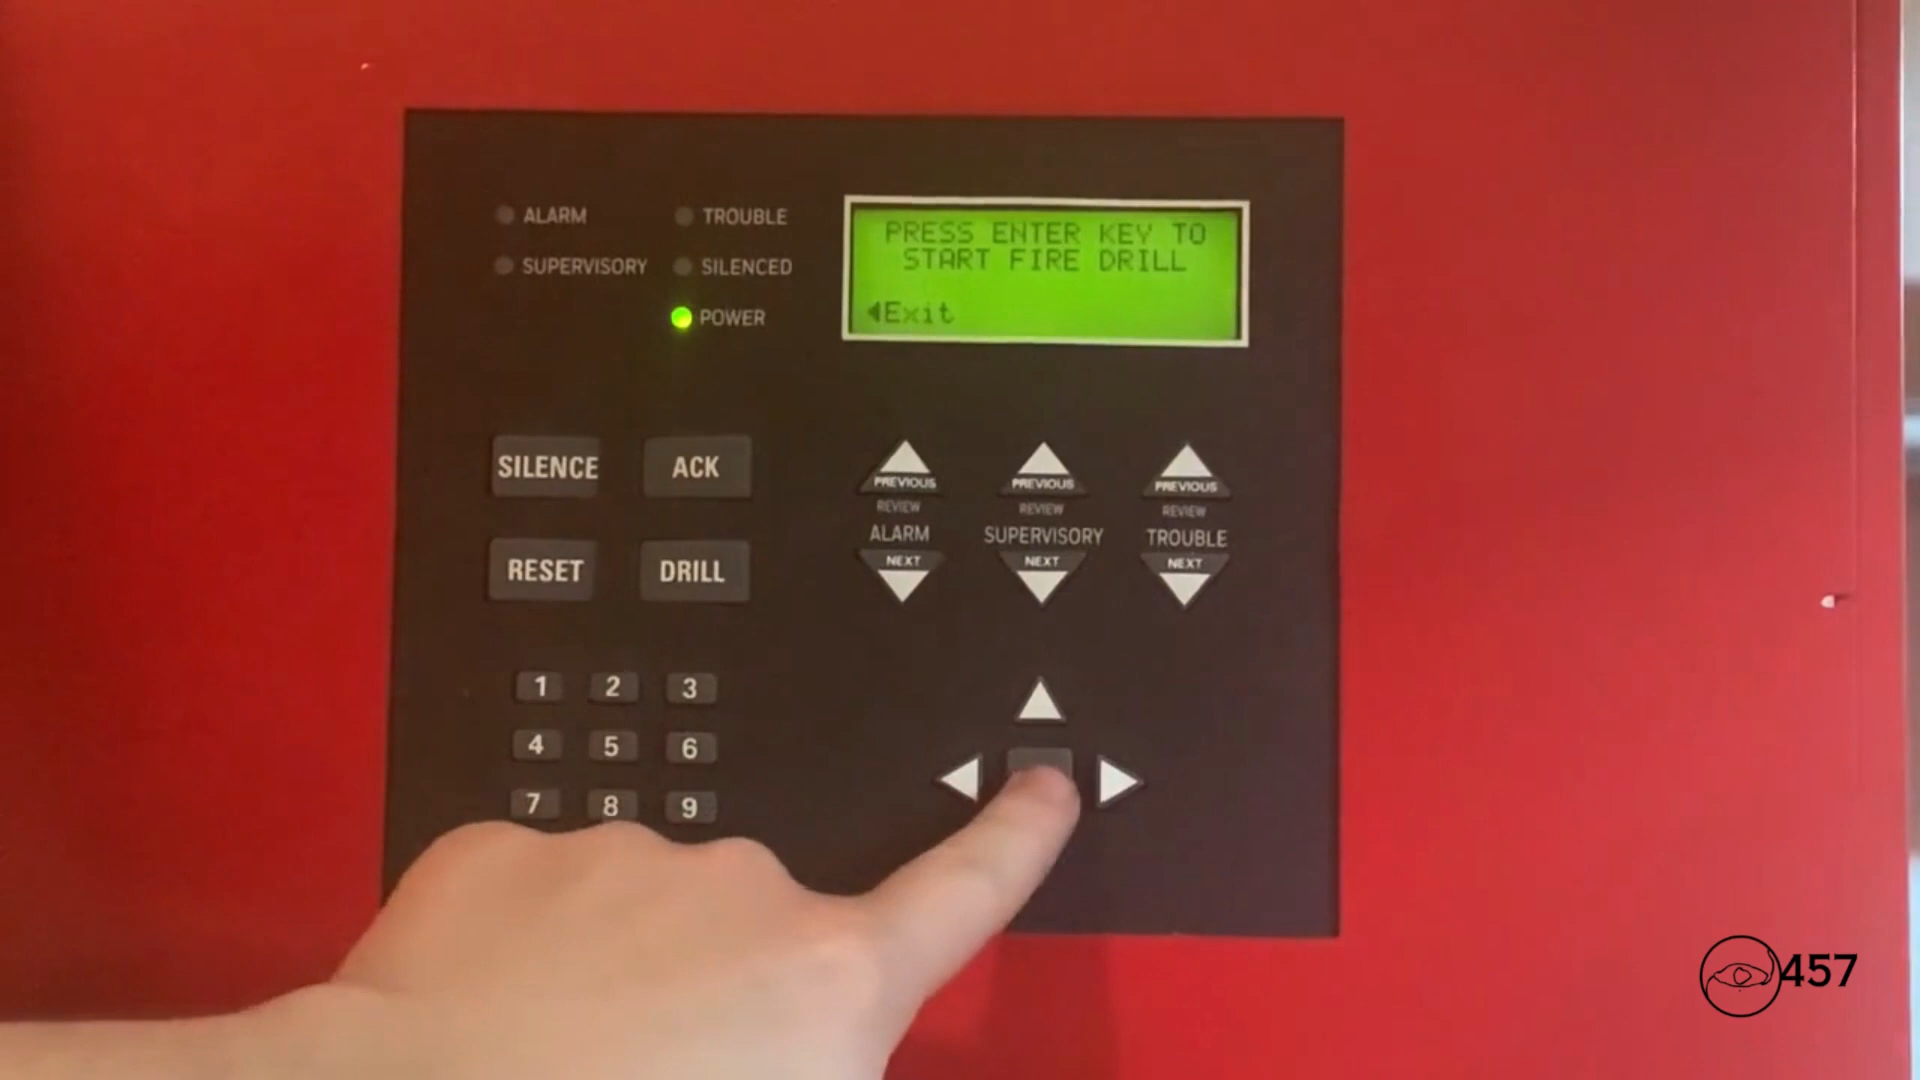 ALARM
TROUBLE
SUPERVISORY
SILENCED
POWER
PRESS ENTER KEY TO
START FIRE DRILL
◀Exit
SILENCE
ACK
RESET
DRILL
PREVIOUS
REVIEW
ALARM
NEXT
PREVIOUS
REVIEW
SUPERVISORY
NEXT
PREVIOUS
REVIEW
TROUBLE
NEXT
1 2 3
4 5 6
7 8 9
457